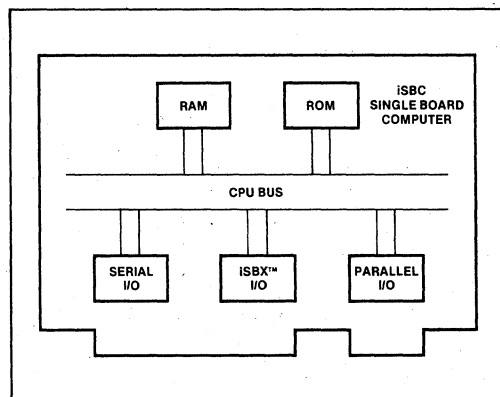 RAM
ROM
iSBC
SINGLE BOARD
COMPUTER
CPU BUS
SERIAL
I/O
iSBX™
I/O
PARALLEL
I/O